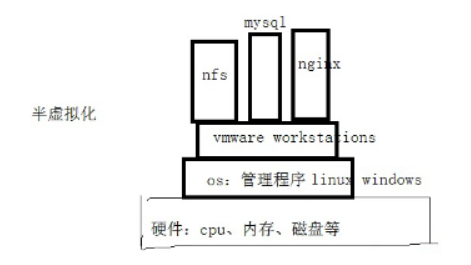 mysql
nfs
nginx
半虚拟化
vmware workstations
os: 管理程序 linux windows
硬件: cpu、内存、磁盘等